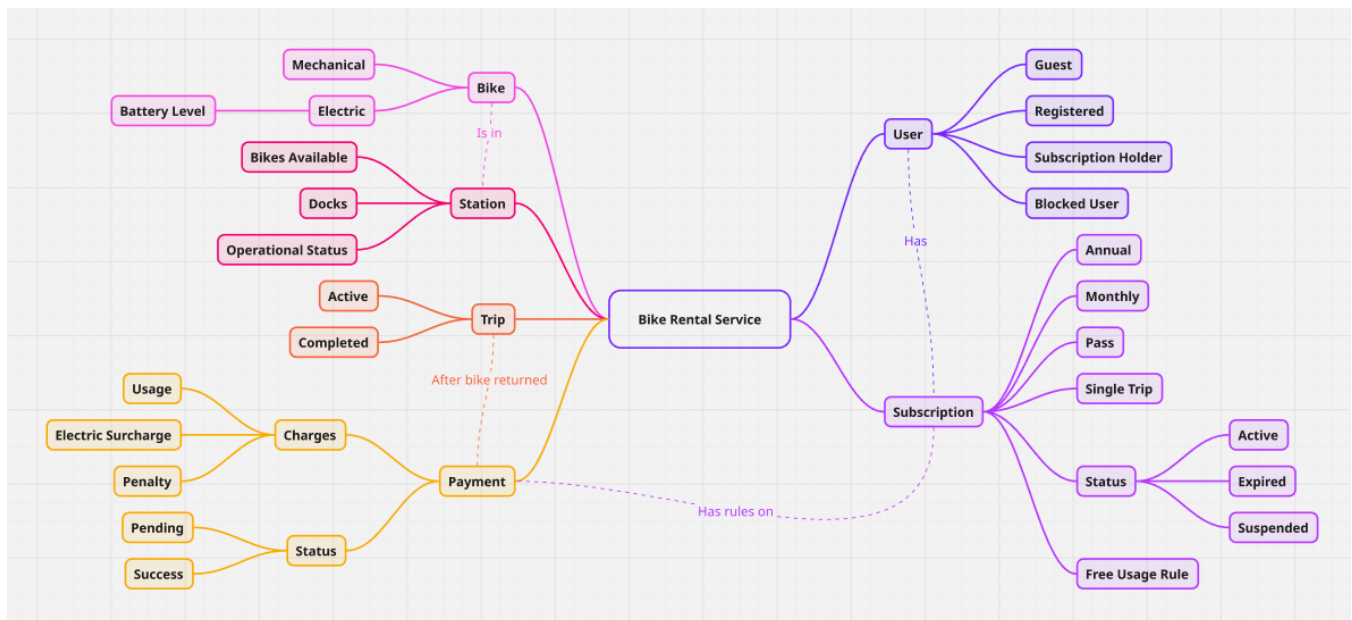 Mechanical
Bike
Battery Level
Electric
Is in
Bikes Available
Docks
Station
Operational Status
Active
Trip
Completed
After bike returned
Usage
Electric Surcharge
Charges
Penalty
Payment
Pending
Status
Success
Bike Rental Service
Guest
Registered
User
Subscription Holder
Blocked User
Has
Annual
Monthly
Pass
Single Trip
Subscription
Active
Status
Expired
Suspended
Has rules on
Free Usage Rule